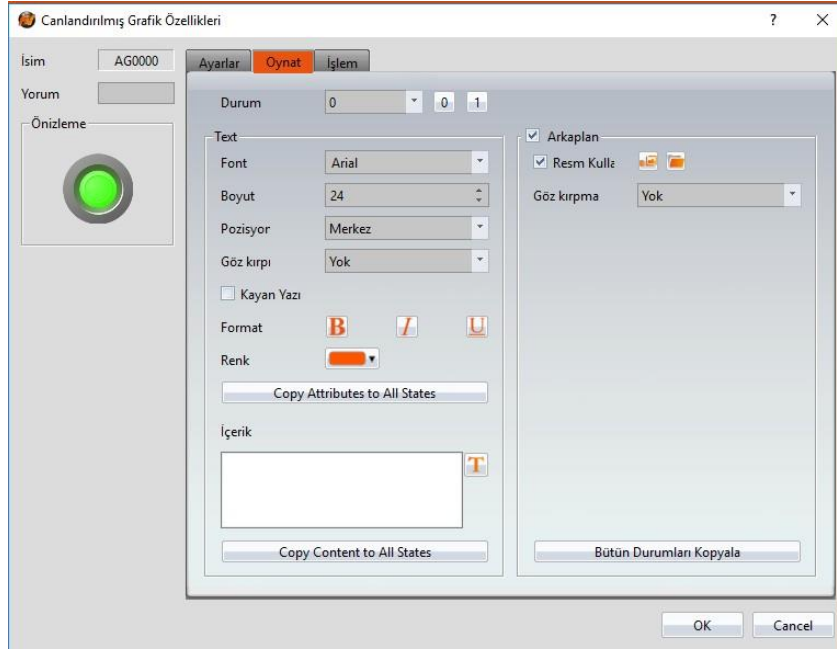 Canlandırılmış Grafik Özellikleri ?
İsim AG0000
Yorum
Önizleme
Ayarlar Oynat İşlem
Durum 0 0 1
Text
Font Arial
Boyut 24
Pozisyor Merkez
Göz kırpı Yok
Kayan Yazı
Format B I U
Renk
Copy Attributes to All States
İçerik
T
Copy Content to All States
Arkaplan
Resm Kulla
Göz kırpma Yok
Bütün Durumları Kopyala
OK Cancel